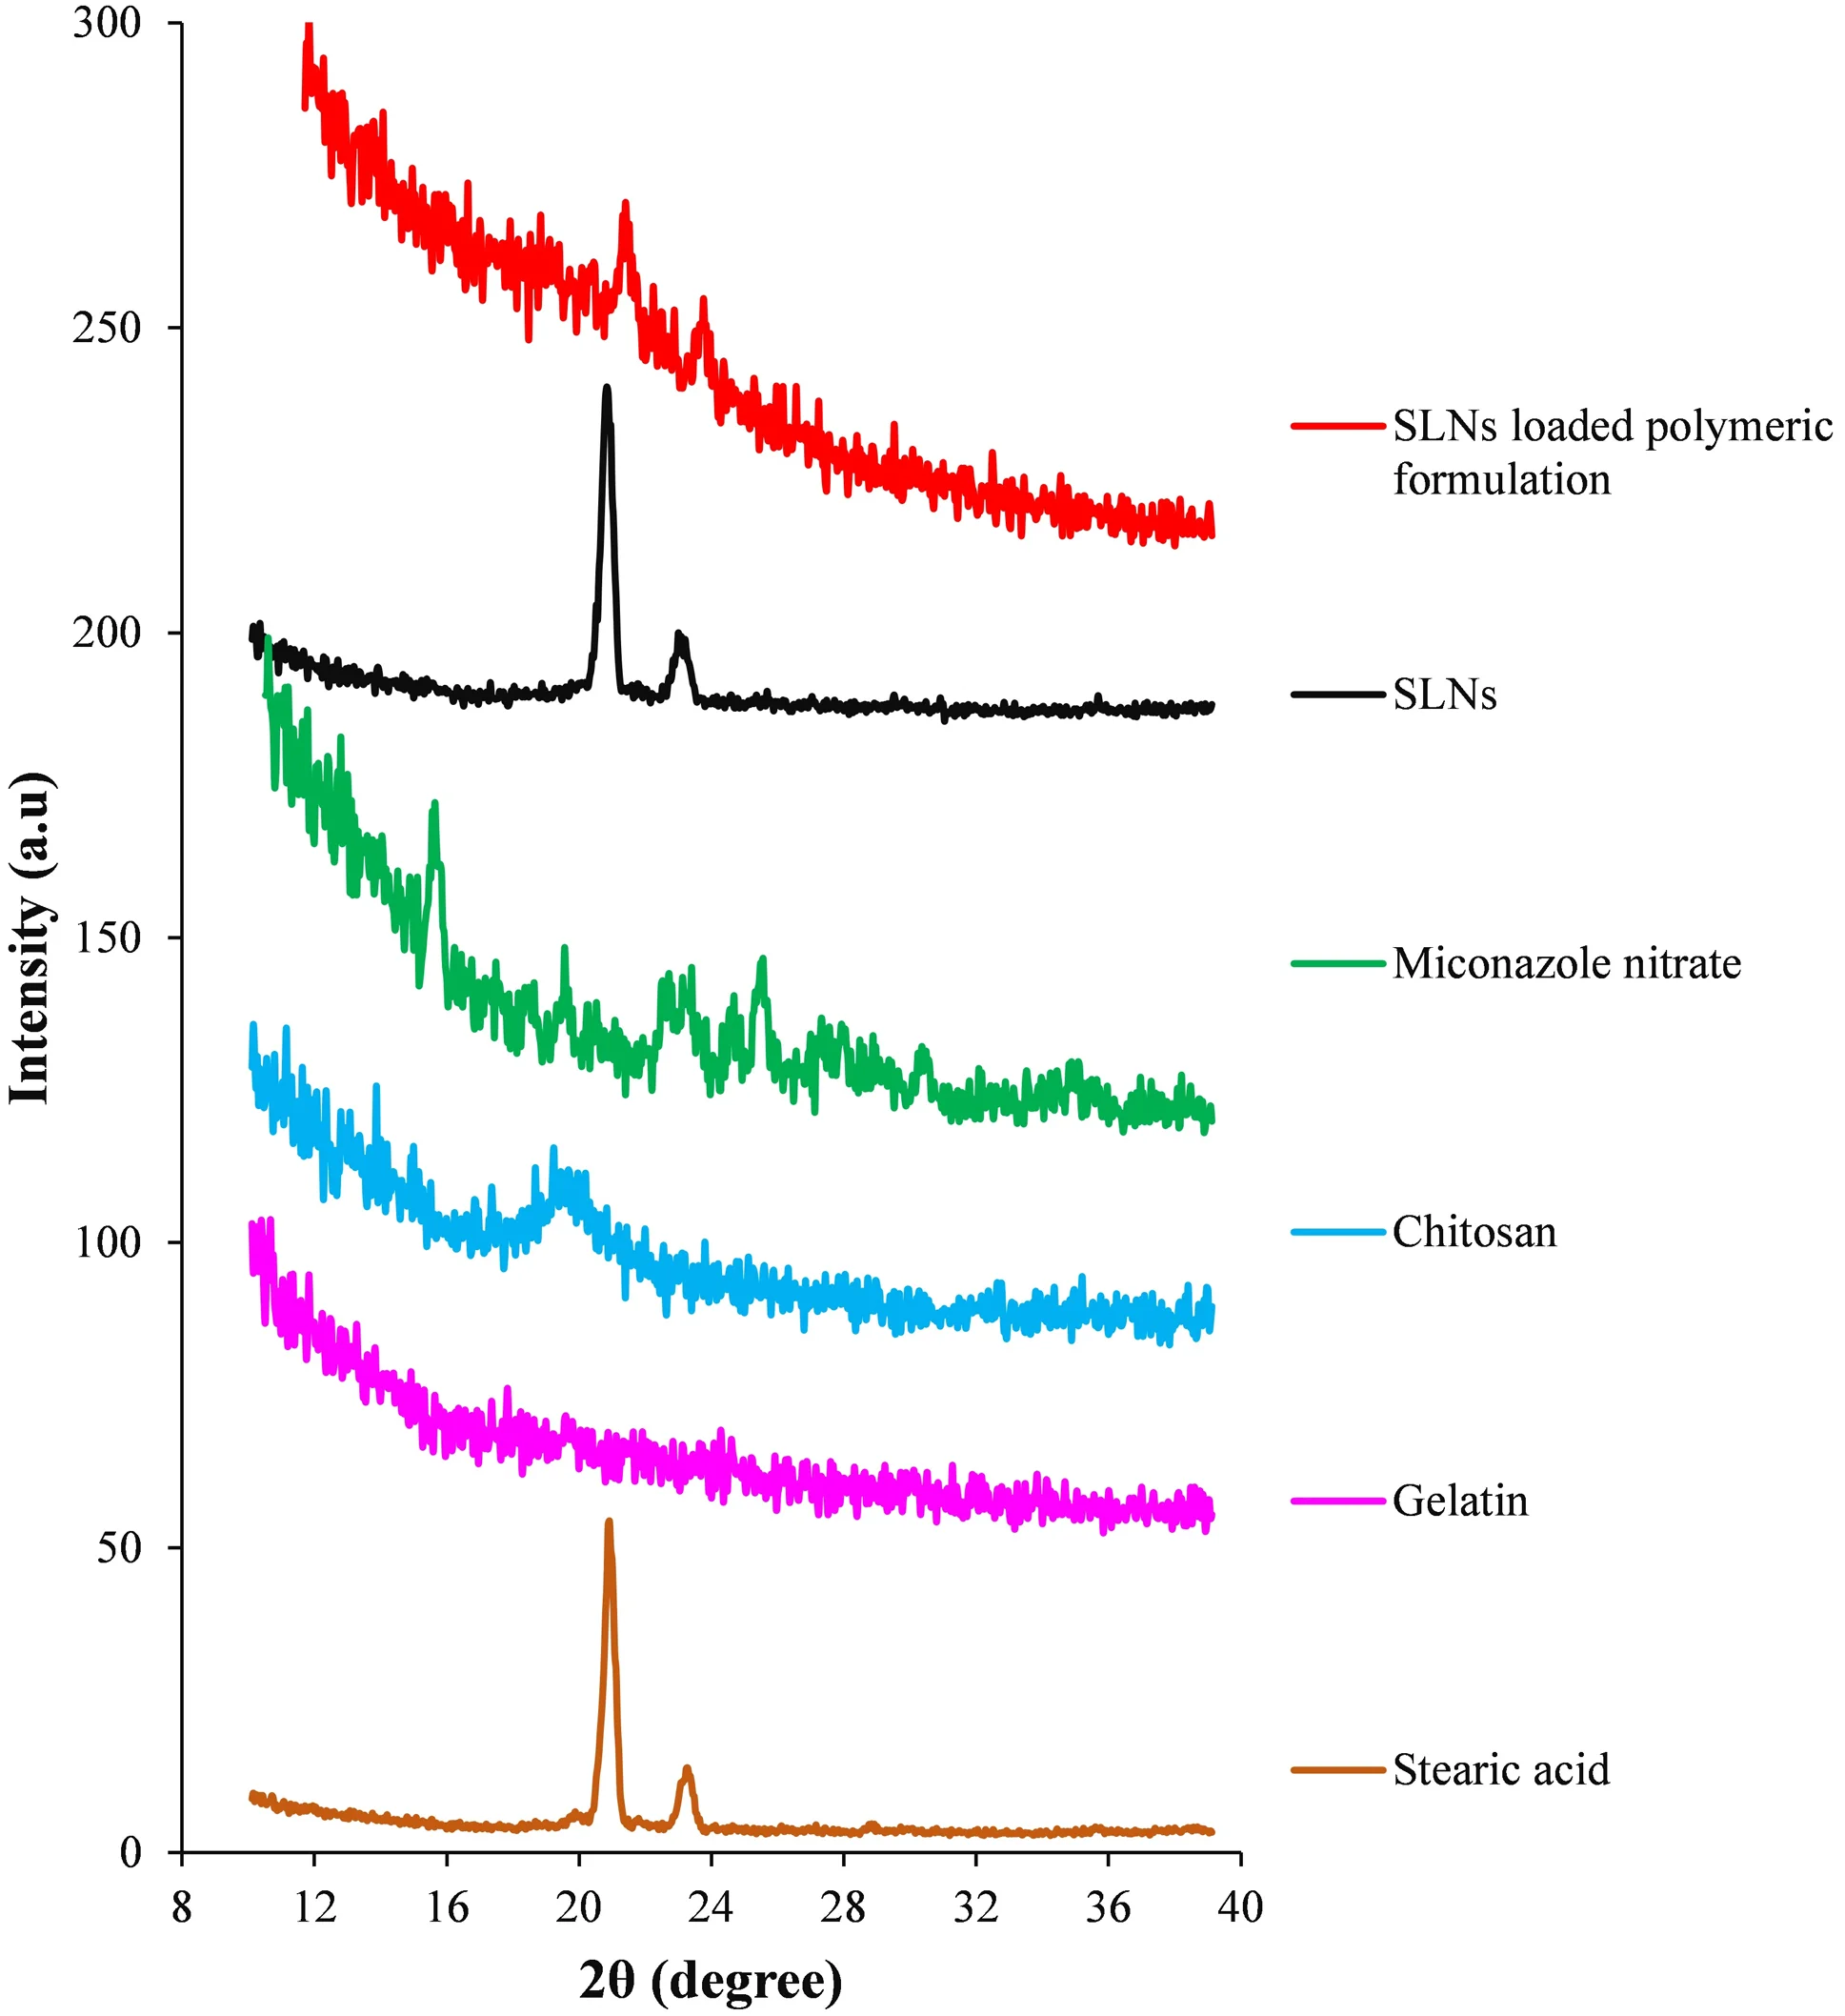 300
250
200
150
100
50
0
Intensity (a.u)
8 12 16 20 24 28 32 36 40
2θ (degree)
SLNs loaded polymeric
formulation
SLNs
Miconazole nitrate
Chitosan
Gelatin
Stearic acid